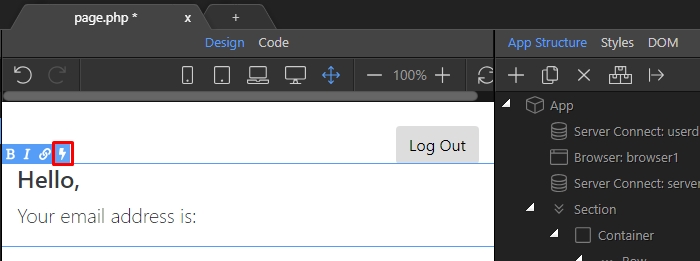 page.php * x +
Design Code
App Structure Styles DOM
100%
App
Server Connect: userd
Browser: browser1
Server Connect: server
Section
Container
Row
Log Out
B I
Hello,
Your email address is: